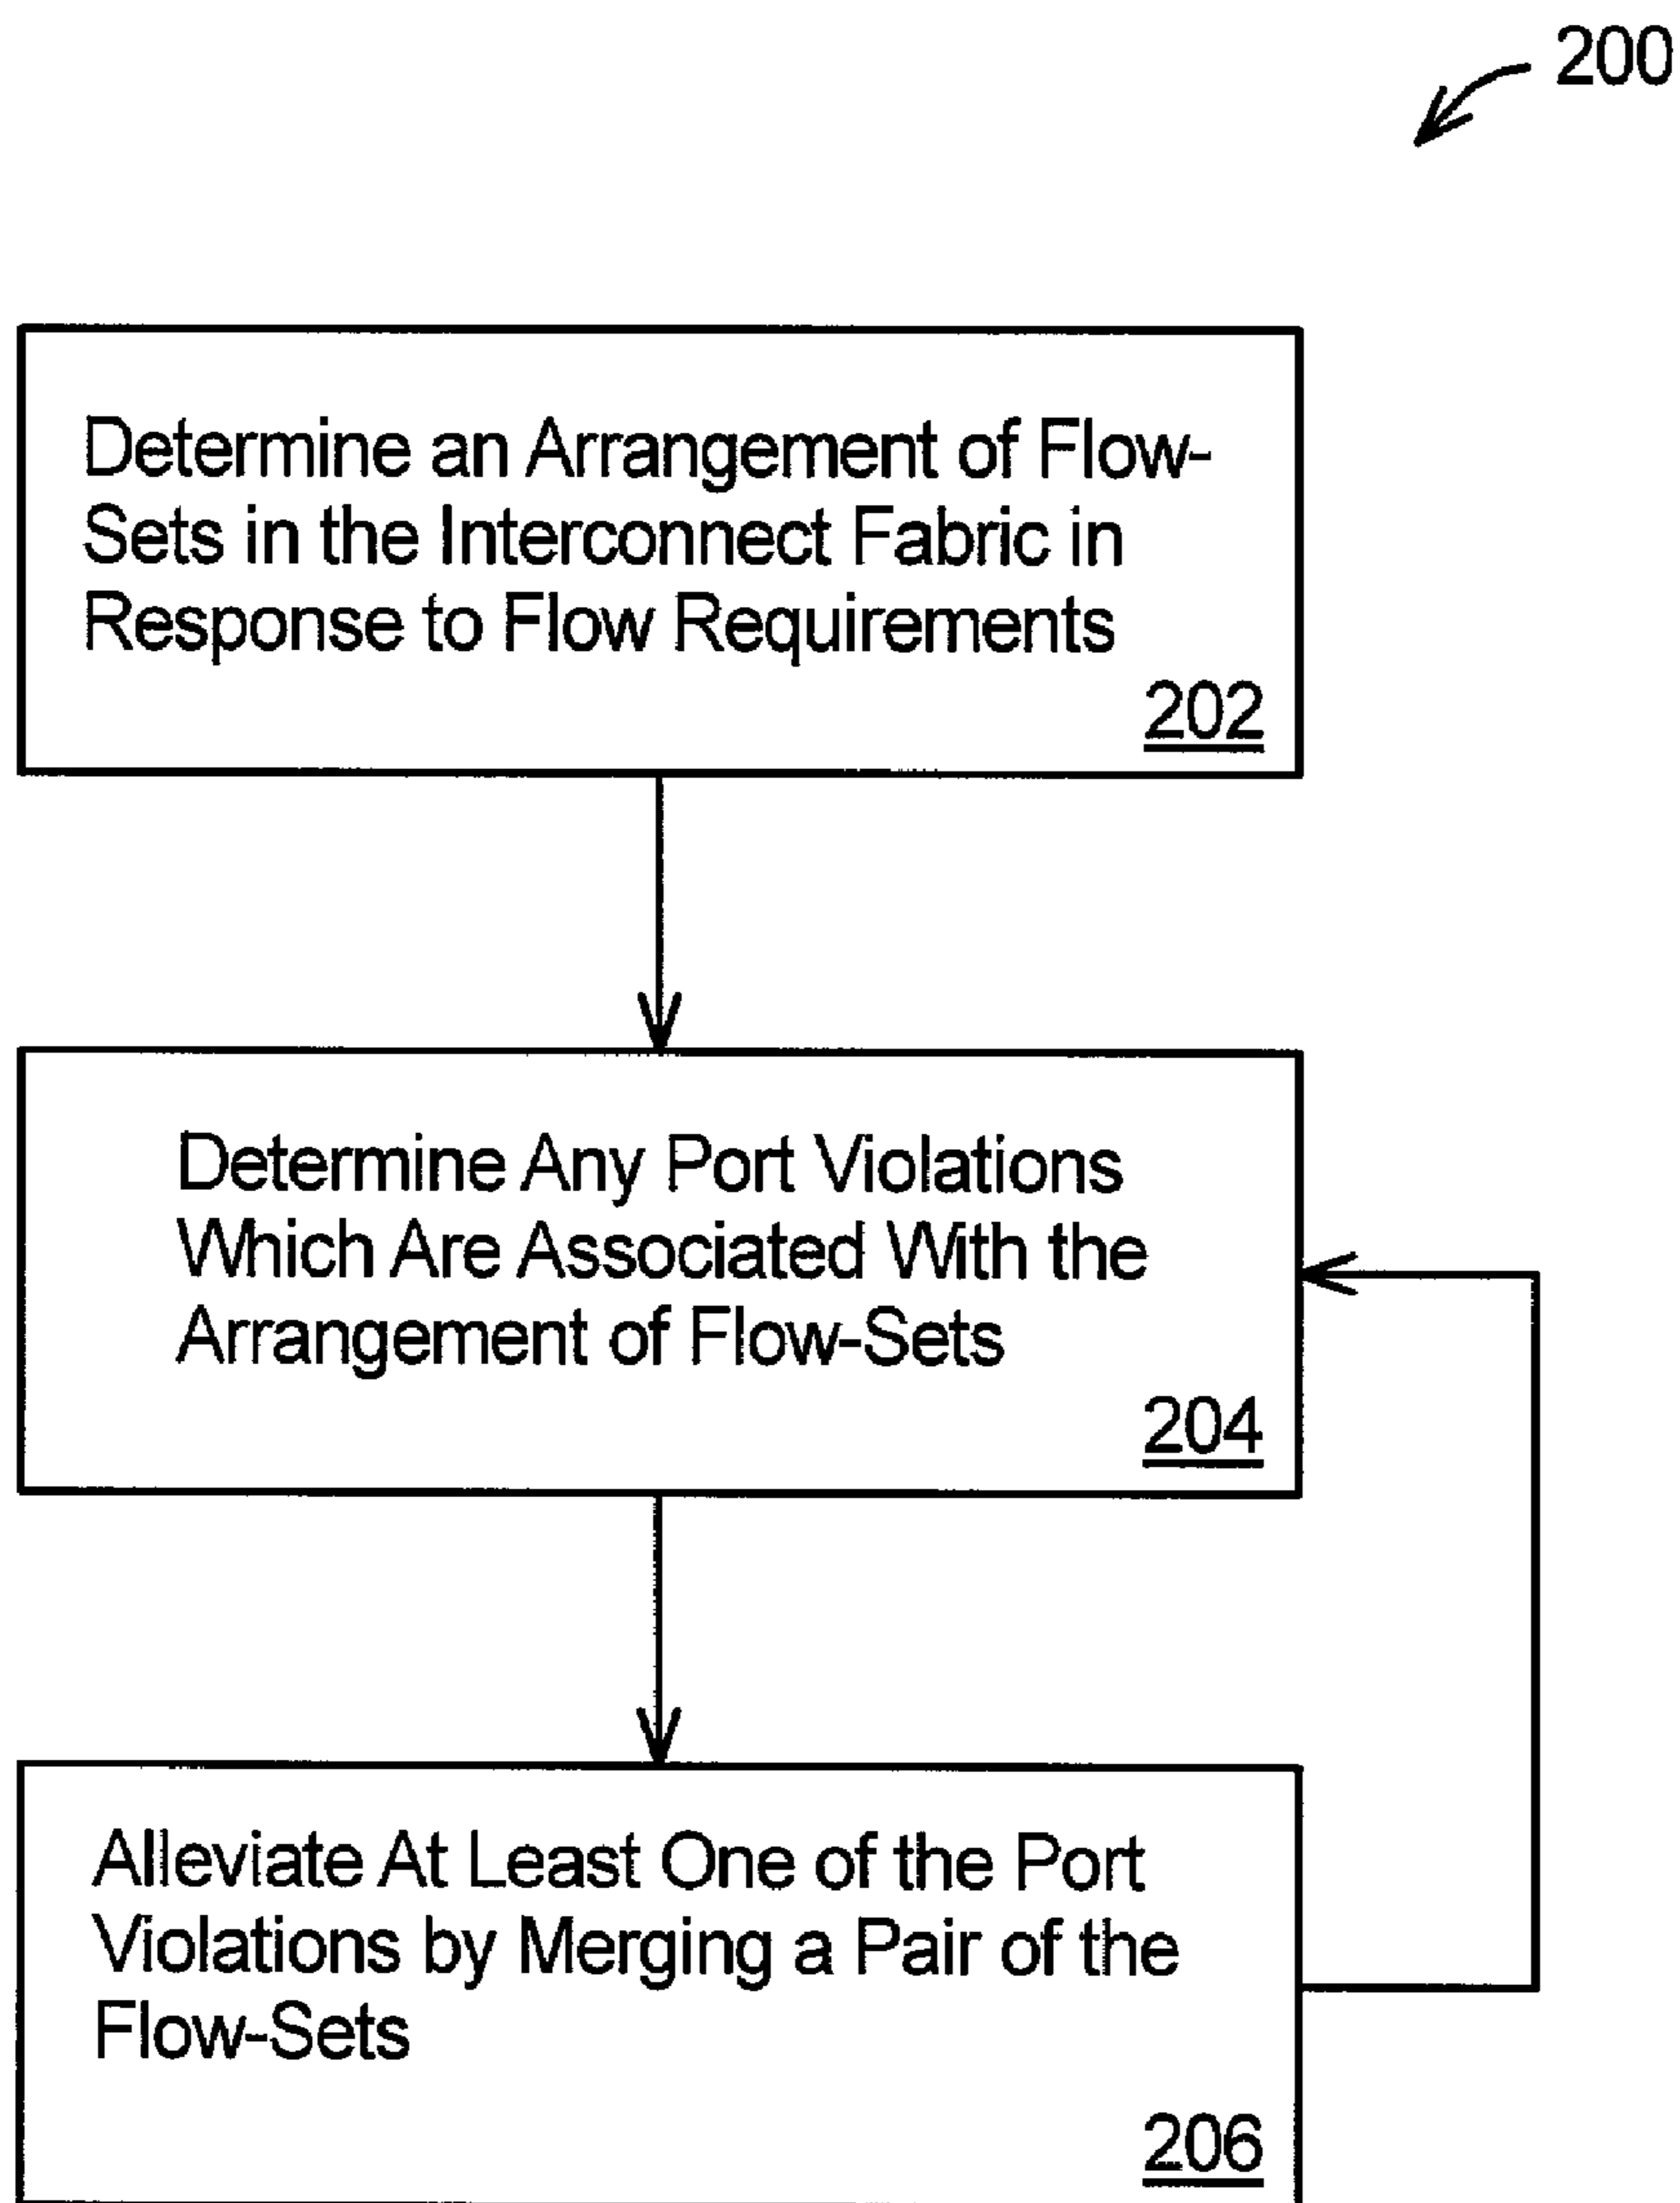 200
Determine an Arrangement of Flow-
Sets in the Interconnect Fabric in
Response to Flow Requirements
202
Determine Any Port Violations
Which Are Associated With the
Arrangement of Flow-Sets
204
Alleviate At Least One of the Port
Violations by Merging a Pair of the
Flow-Sets
206